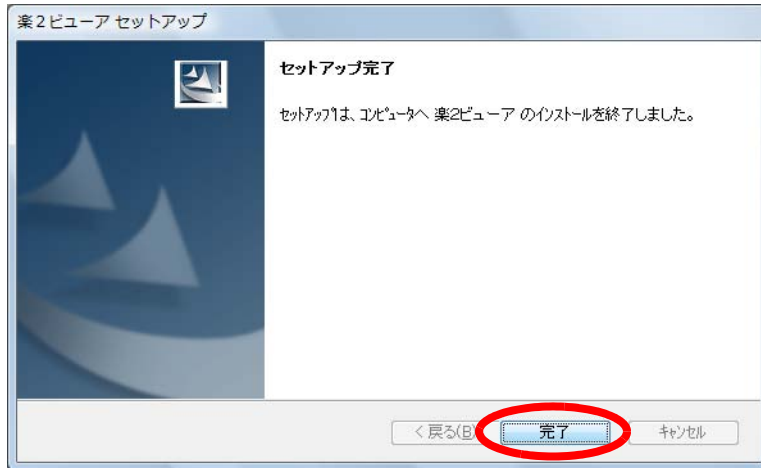 楽2ビューア セットアップ
セットアップ完了
セットアップは、コンピュータへ 楽2ビューア のインストールを終了しました。
< 戻る(B)
完了
キャンセル